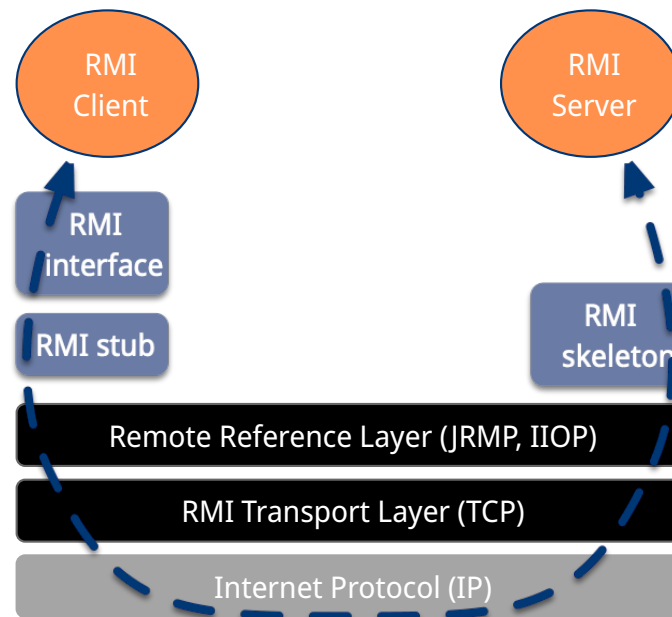 RMI
Client
RMI
Server
RMI
interface
RMI stub
RMI
skeleton
Remote Reference Layer (JRMP, IIOP)
RMI Transport Layer (TCP)
Internet Protocol (IP)